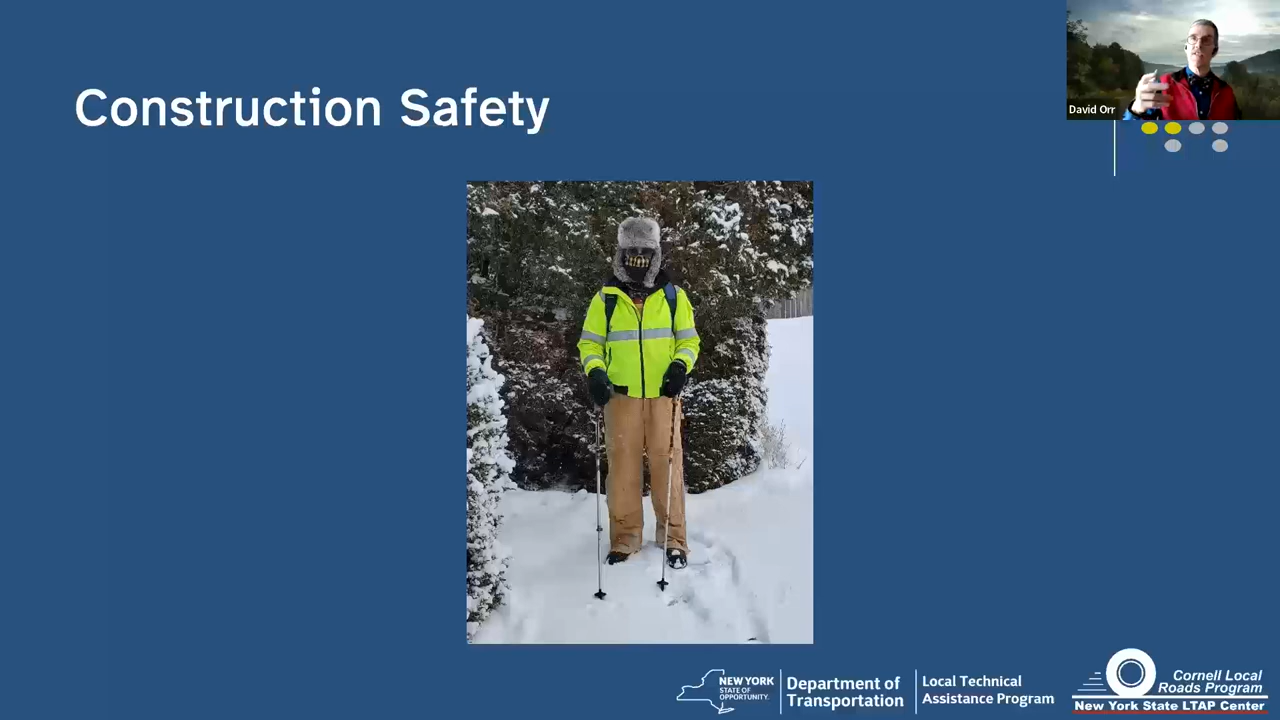 Construction Safety
David Orr
NEW YORK
STATE OF
OPPORTUNITY.
Department of
Transportation
Local Technical
Assistance Program
Cornell Local
Roads Program
New York State LTAP Center